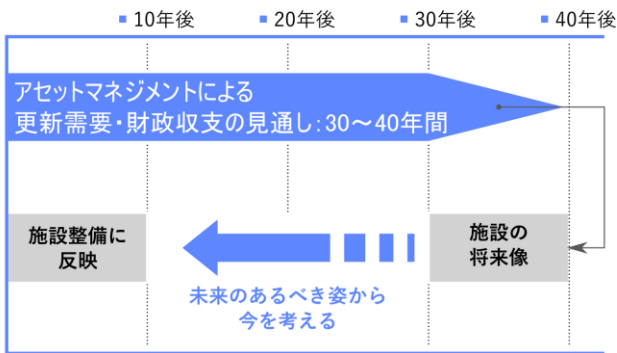 ■ 10年後 ■ 20年後 ■ 30年後 ■ 40年後
アセットマネジメントによる
更新需要・財政収支の見通し:30～40年間
施設整備に
反映
施設の
将来像
未来のあるべき姿から
今を考える